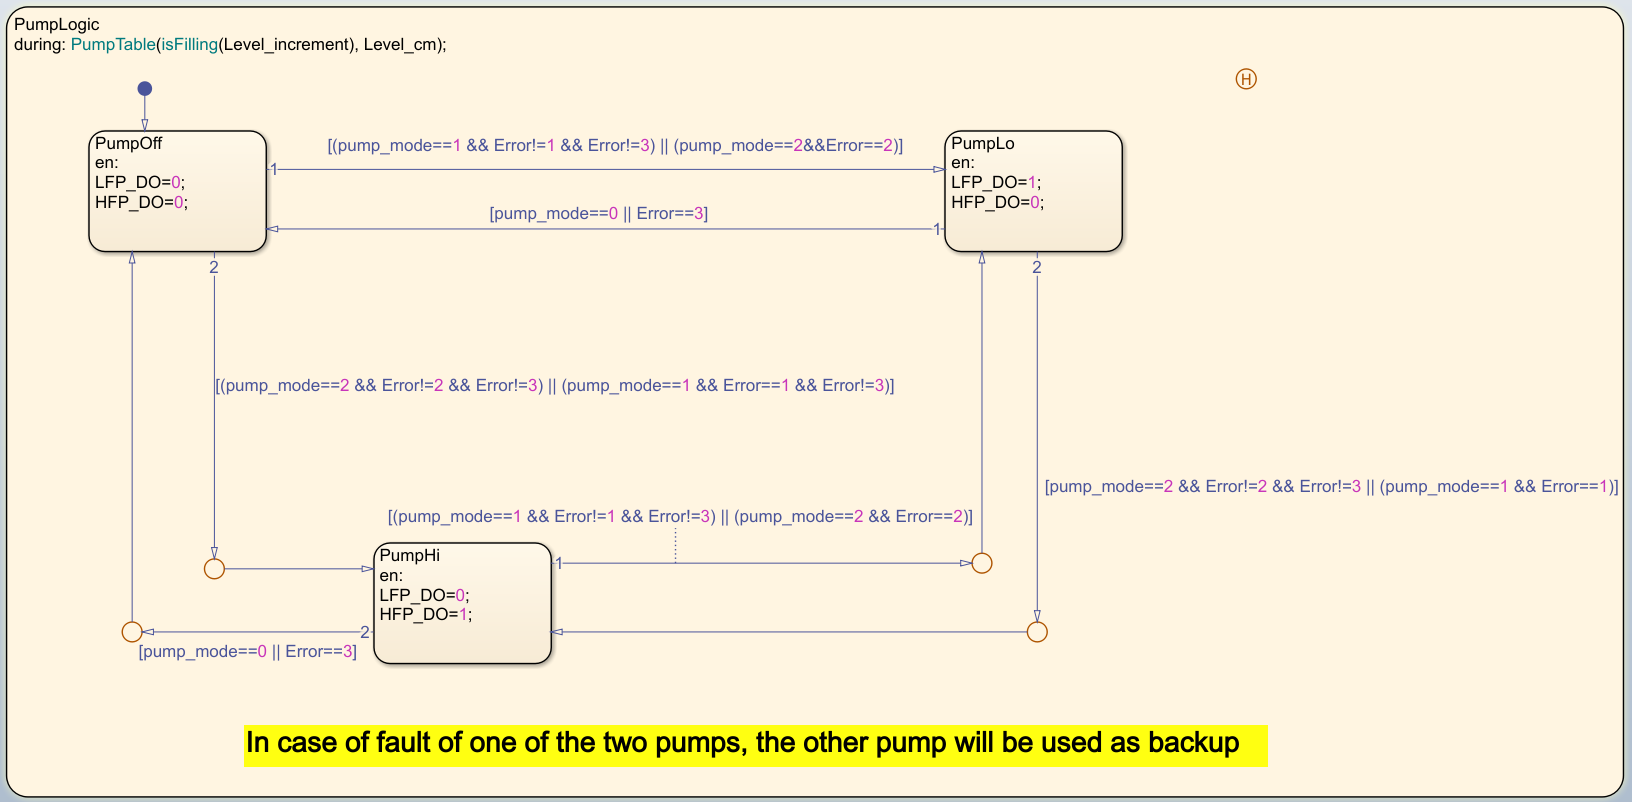 PumpLogic
during: PumpTable(isFilling(Level_increment), Level_cm);
H
PumpOff
en:
LFP_DO=0;
HFP_DO=0;
1
[(pump_mode==1 && Error!=1 && Error!=3) || (pump_mode==2&&Error==2)]
PumpLo
en:
LFP_DO=1;
HFP_DO=0;
[pump_mode==0 || Error==3]
1
2
2
[(pump_mode==2 && Error!=2 && Error!=3) || (pump_mode==1 && Error==1 && Error!=3)]
[pump_mode==2 && Error!=2 && Error!=3 || (pump_mode==1 && Error==1)]
[(pump_mode==1 && Error!=1 && Error!=3) || (pump_mode==2 && Error==2)]
PumpHi
en:
LFP_DO=0;
HFP_DO=1;
1
2
[pump_mode==0 || Error==3]
In case of fault of one of the two pumps, the other pump will be used as backup